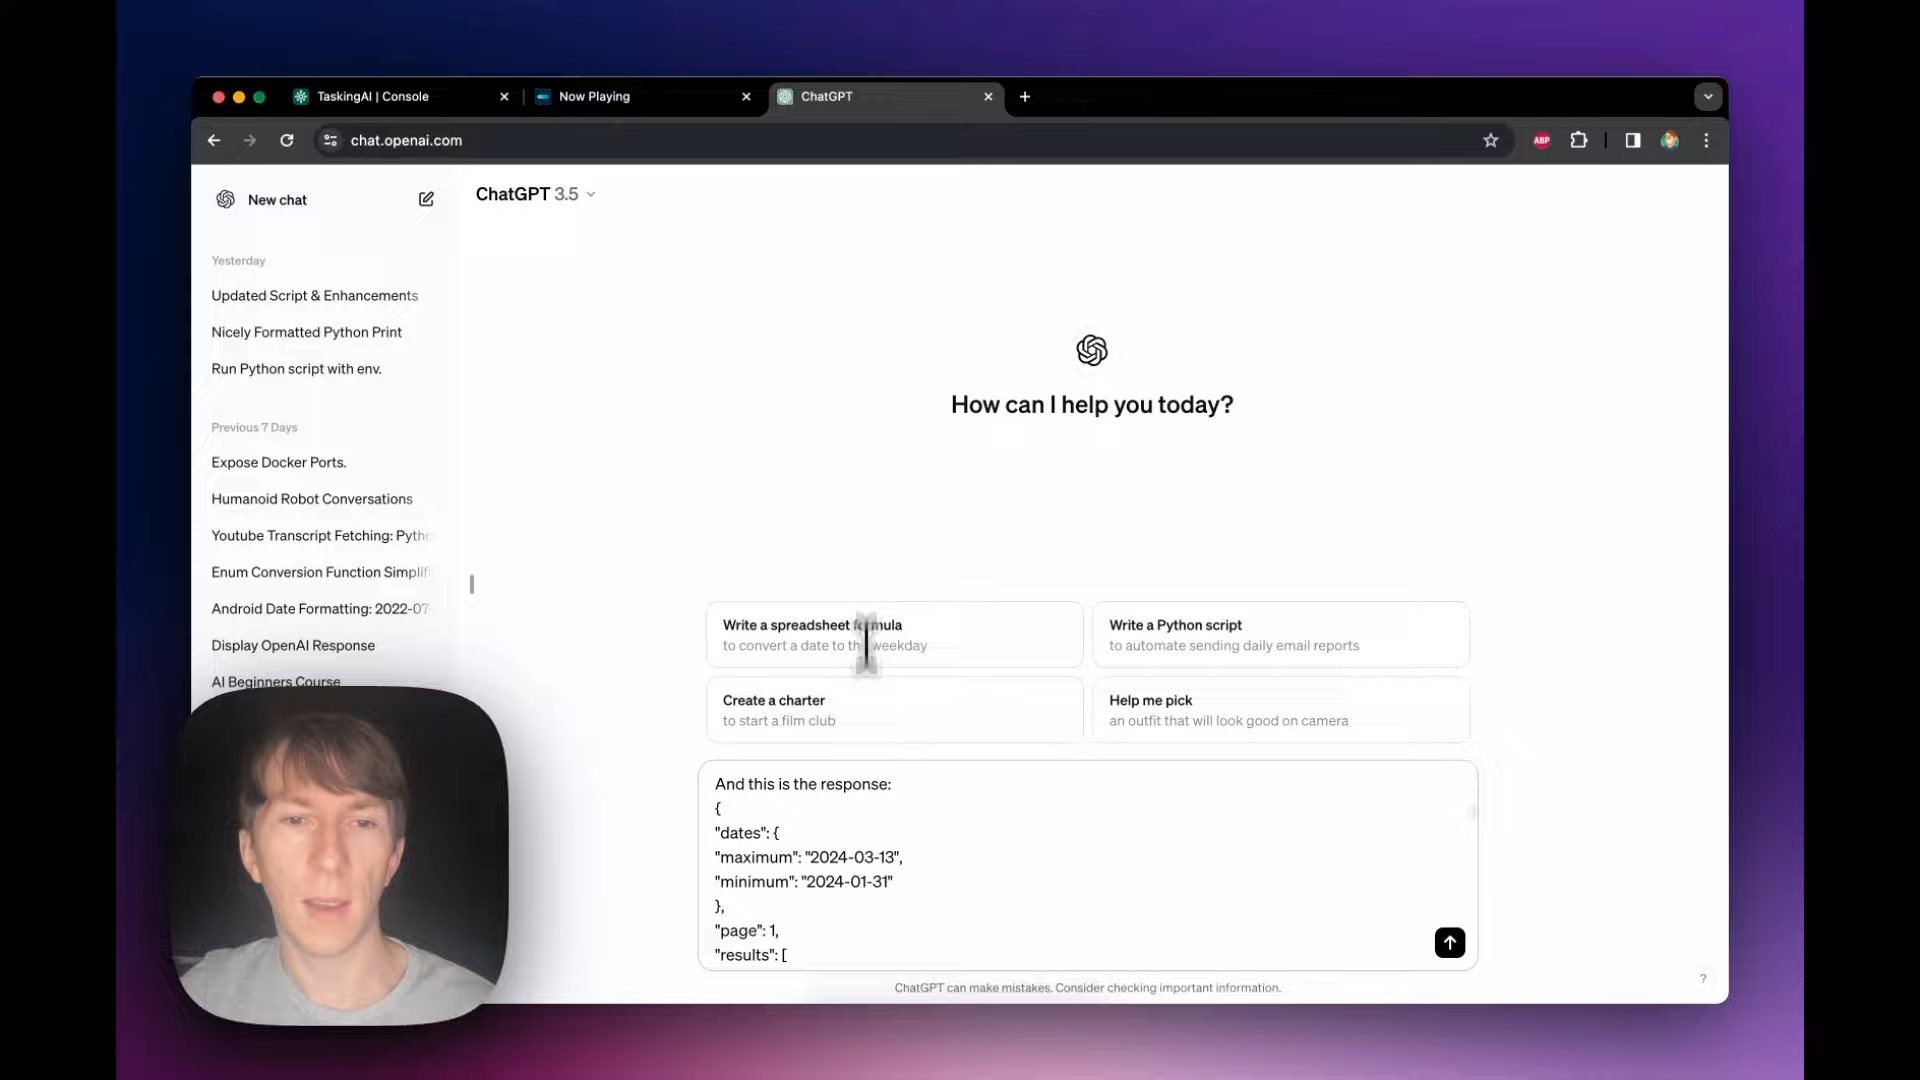 TaskingAI | Console
Now Playing
ChatGPT
chat.openai.com
ABP
New chat
ChatGPT 3.5
Yesterday
Updated Script & Enhancements
Nicely Formatted Python Print
Run Python script with env.
Previous 7 Days
Expose Docker Ports.
Humanoid Robot Conversations
Youtube Transcript Fetching: Pytho
Enum Conversion Function Simplifi
Android Date Formatting: 2022-07-
Display OpenAI Response
AI Beginners Course
How can I help you today?
Write a spreadsheet formula
to convert a date to the weekday
Write a Python script
to automate sending daily email reports
Create a charter
to start a film club
Help me pick
an outfit that will look good on camera
And this is the response:
{
"dates": {
"maximum": "2024-03-13",
"minimum": "2024-01-31"
},
"page": 1,
"results": [
ChatGPT can make mistakes. Consider checking important information.
?